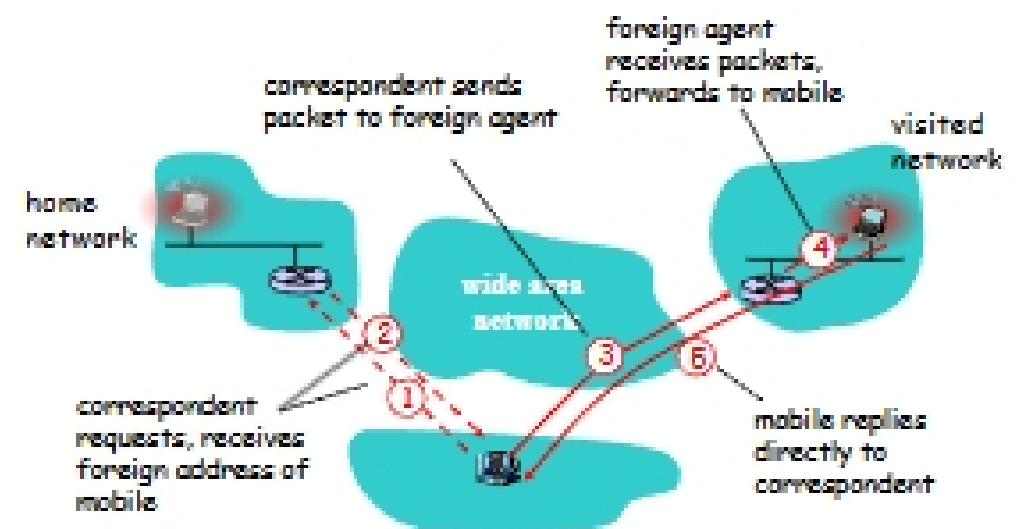 foreign agent
receives packets,
forwards to mobile
correspondent sends
packet to foreign agent
visited
network
home
network
wide area
network
4
2
3
6
1
correspondent
requests, receives
foreign address of
mobile
mobile replies
directly to
correspondent